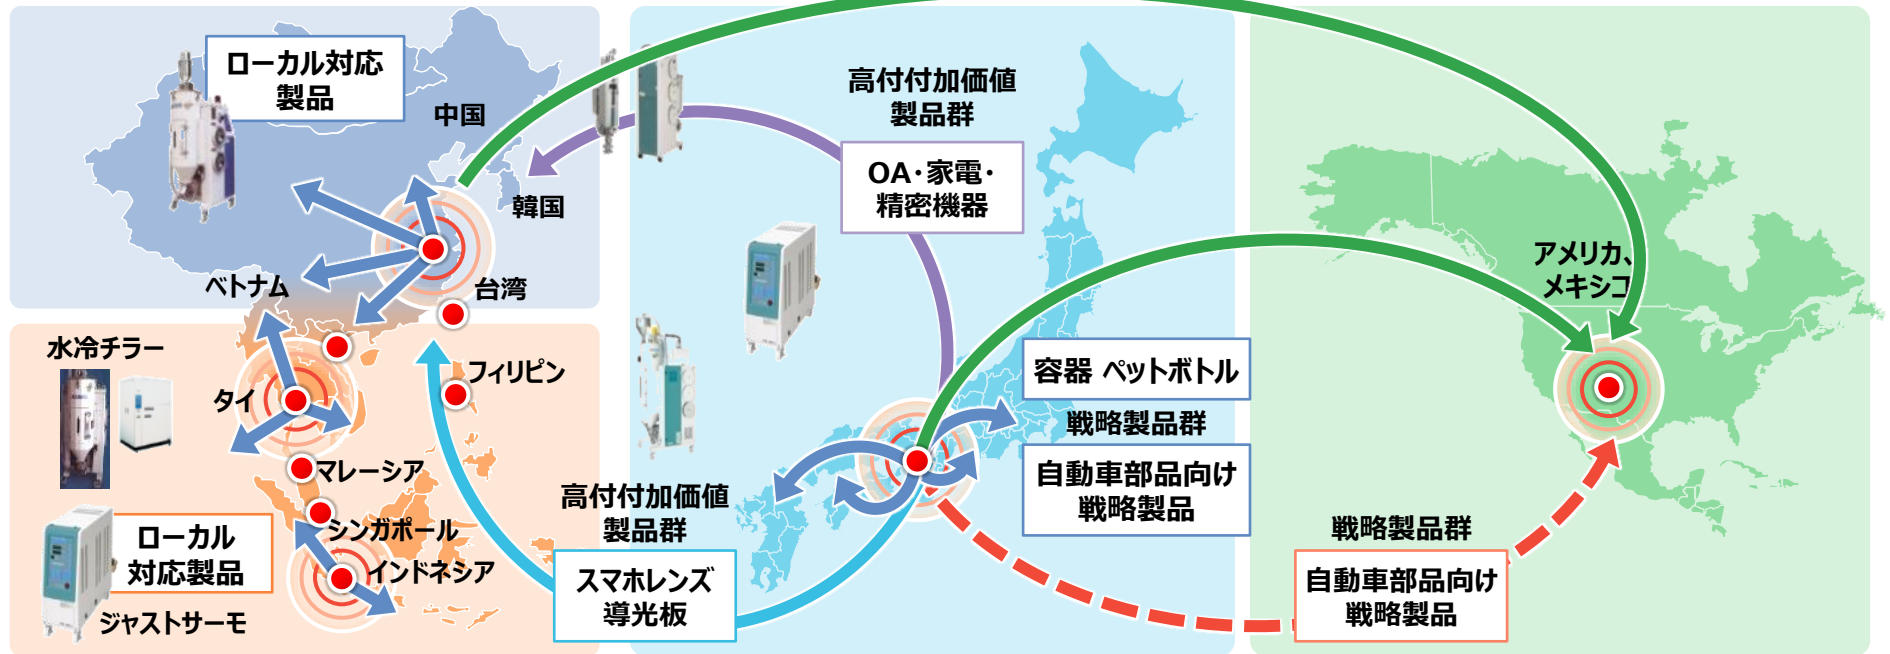 ローカル対応
製品
中国
韓国
ベトナム
台湾
水冷チラー
タイ
フィリピン
マレーシア
シンガポール
インドネシア
ローカル
対応製品
ジャストサーモ
高付付加価値
製品群
OA・家電・
精密機器
容器 ペットボトル
戦略製品群
自動車部品向け
戦略製品
高付付加価値
製品群
スマホレンズ
導光板
アメリカ、
メキシコ
戦略製品群
自動車部品向け
戦略製品